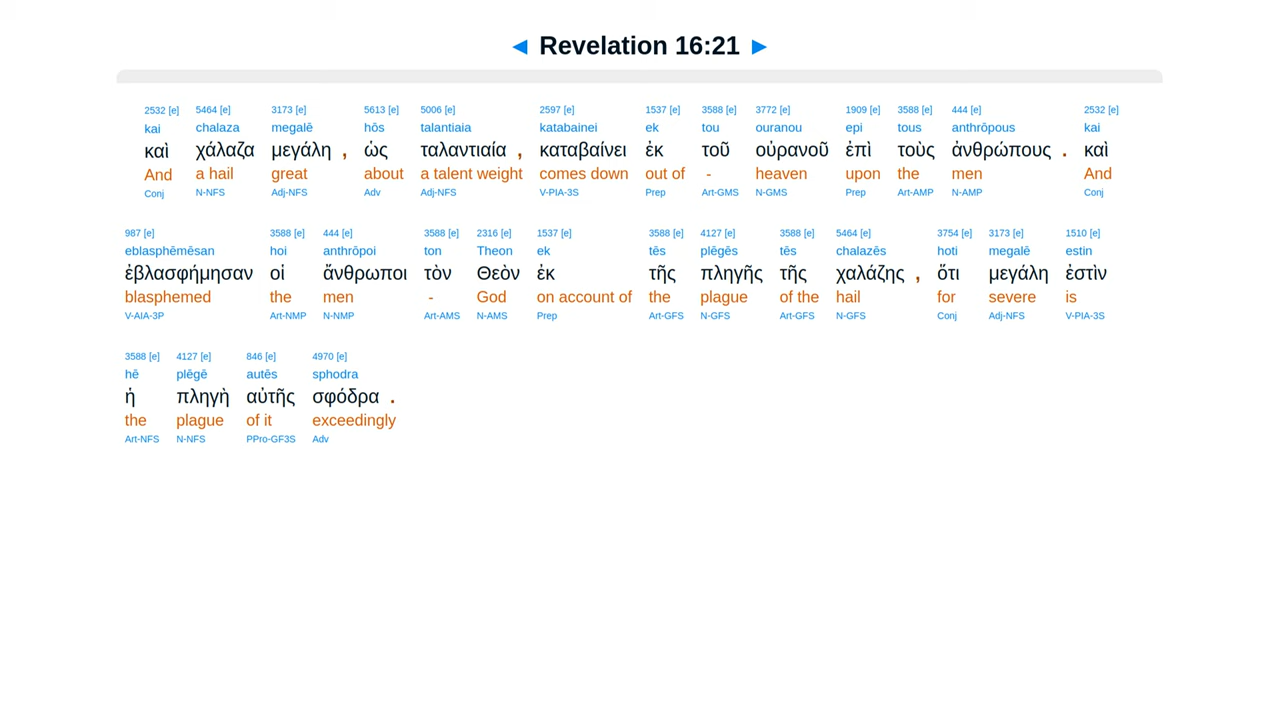 ◄ Revelation 16:21 ►
2532 [e] 5464 [e] 3173 [e] 5613 [e] 5006 [e] 2597 [e] 1537 [e] 3588 [e] 3772 [e] 1909 [e] 3588 [e] 444 [e] 2532 [e]
kai chalaza megalē hōs talantiaia katabainei ek tou ouranou epi tous anthrōpous kai
καὶ χάλαζα μεγάλη , ὡς ταλαντιαία , καταβαίνει ἐκ τοῦ οὐρανοῦ ἐπὶ τοὺς ἀνθρώπους . καὶ
And a hail great about a talent weight comes down out of - heaven upon the men And
Conj N-NFS Adj-NFS Adv Adj-NFS V-PIA-3S Prep Art-GMS N-GMS Prep Art-AMP N-AMP Conj
987 [e] 3588 [e] 444 [e] 3588 [e] 2316 [e] 1537 [e] 3588 [e] 4127 [e] 3588 [e] 5464 [e] 3754 [e] 3173 [e] 1510 [e]
eblasphēmēsan hoi anthrōpoi ton Theon ek tēs plēgēs tēs chalazēs hoti megalē estin
ἐβλασφήμησαν οἱ ἄνθρωποι τὸν Θεὸν ἐκ τῆς πληγῆς τῆς χαλάζης , ὅτι μεγάλη ἐστὶν
blasphemed the men - God on account of the plague of the hail for severe is
V-AIA-3P Art-NMP N-NMP Art-AMS N-AMS Prep Art-GFS N-GFS Art-GFS N-GFS Conj Adj-NFS V-PIA-3S
3588 [e] 4127 [e] 846 [e] 4970 [e]
hē plēgē autēs sphodra
ἡ πληγὴ αὐτῆς σφόδρα .
the plague of it exceedingly
Art-NFS N-NFS PPro-GF3S Adv